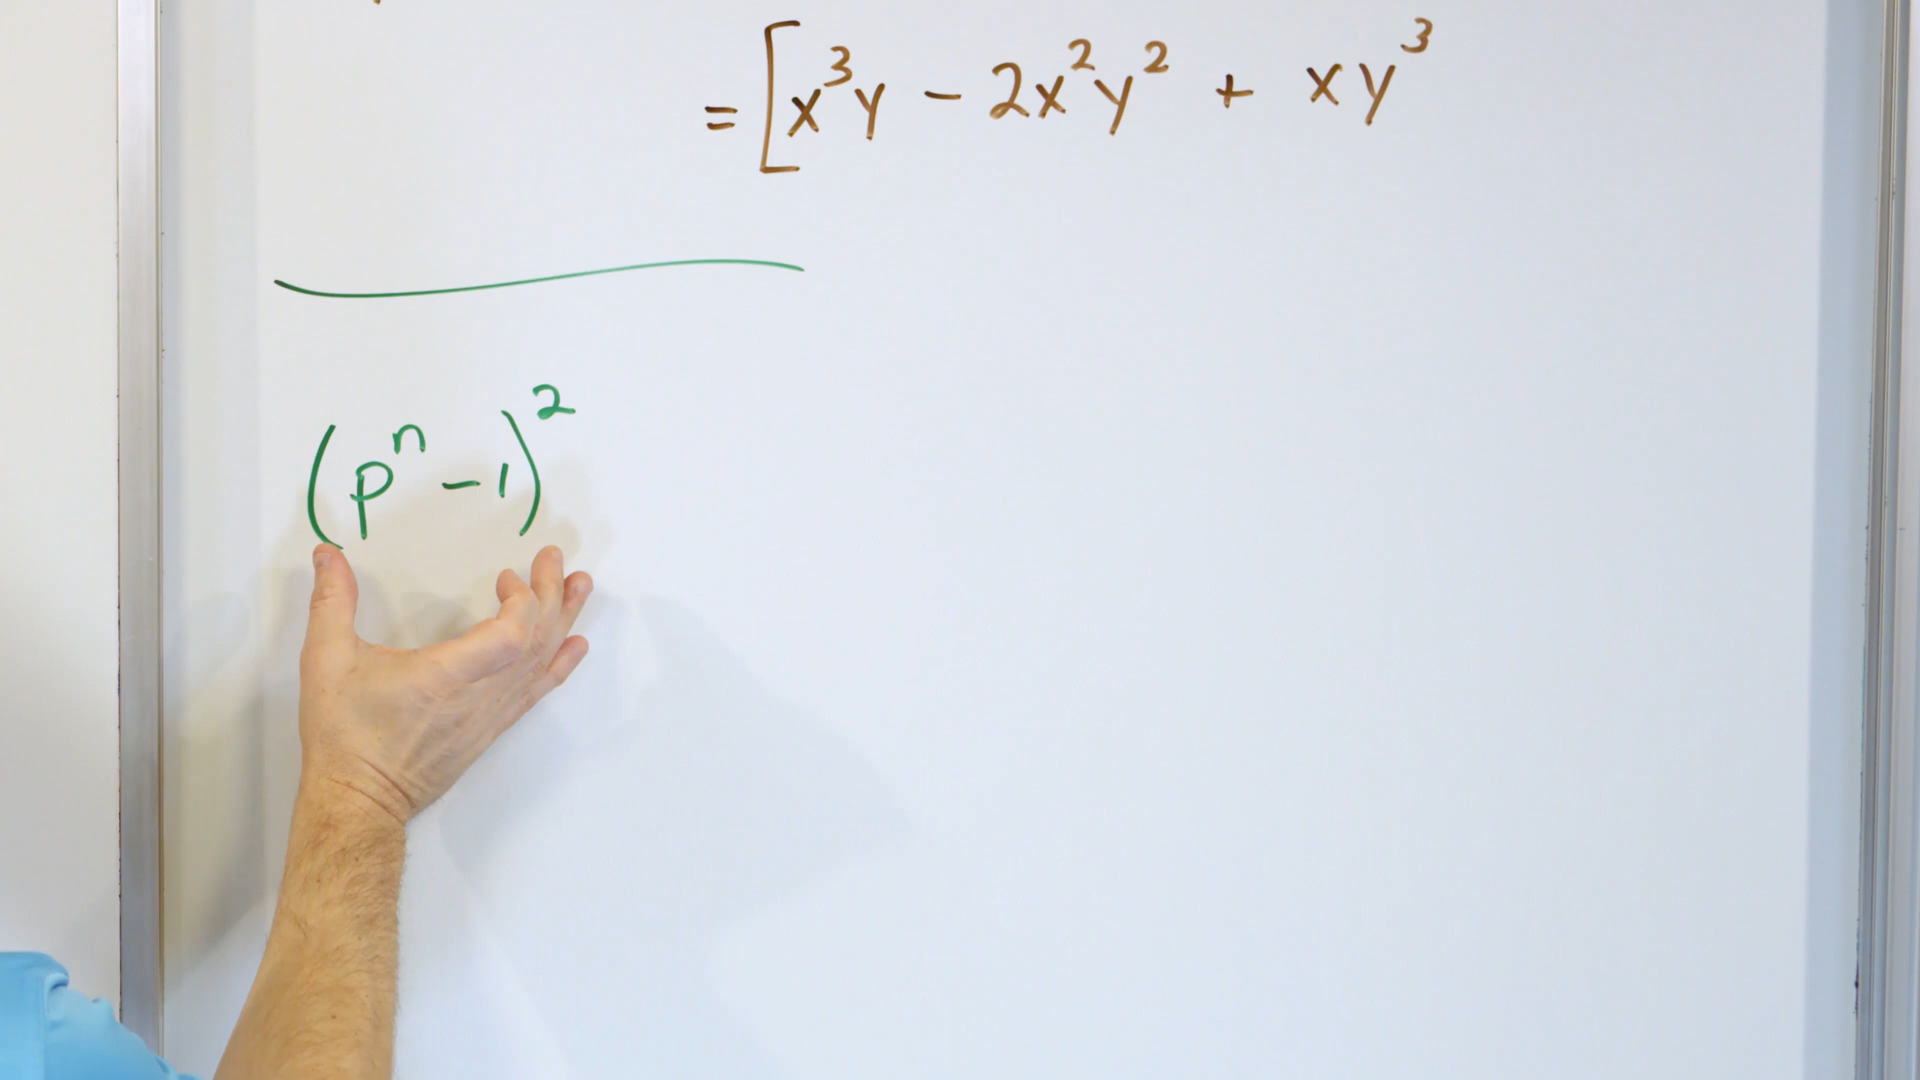 = [x³y - 2x²y² + xy³
(pⁿ - 1)²